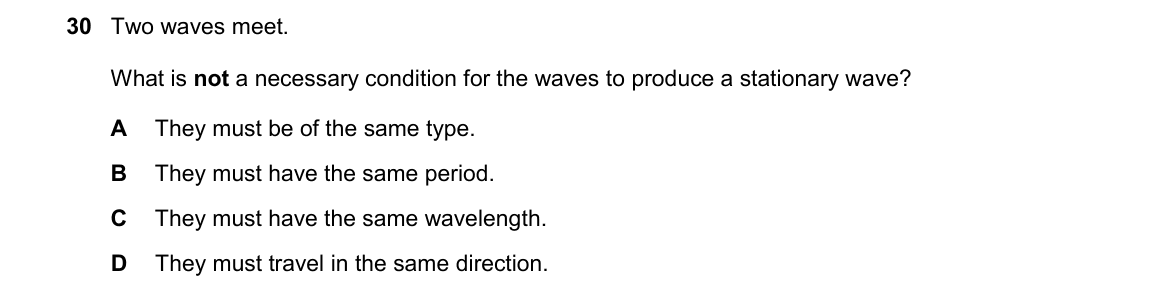 30 Two waves meet.
What is not a necessary condition for the waves to produce a stationary wave?
A They must be of the same type.
B They must have the same period.
C They must have the same wavelength.
D They must travel in the same direction.